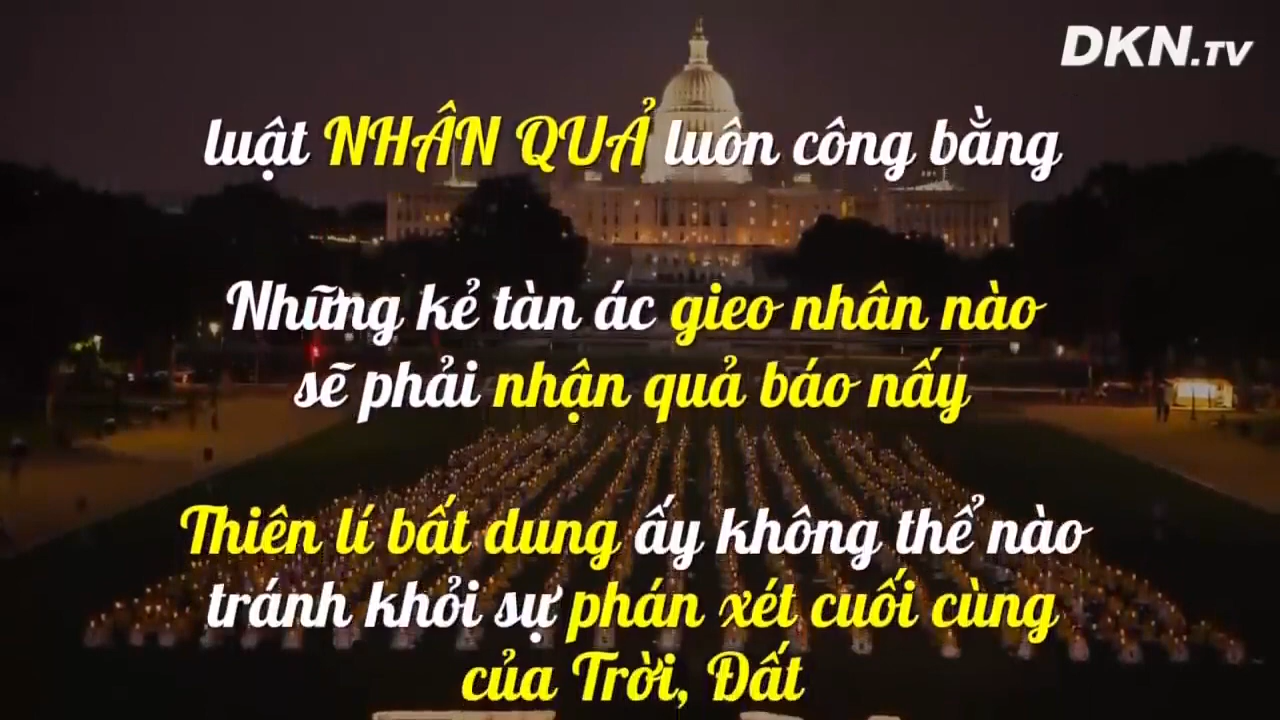 DKN.TV
luật NHÂN QUẢ luôn công bằng
Những kẻ tàn ác gieo nhân nào
sẽ phải nhận quả báo nấy
Thiên lí bất dung ấy không thể nào
tránh khỏi sự phán xét cuối cùng
của Trời, Đất